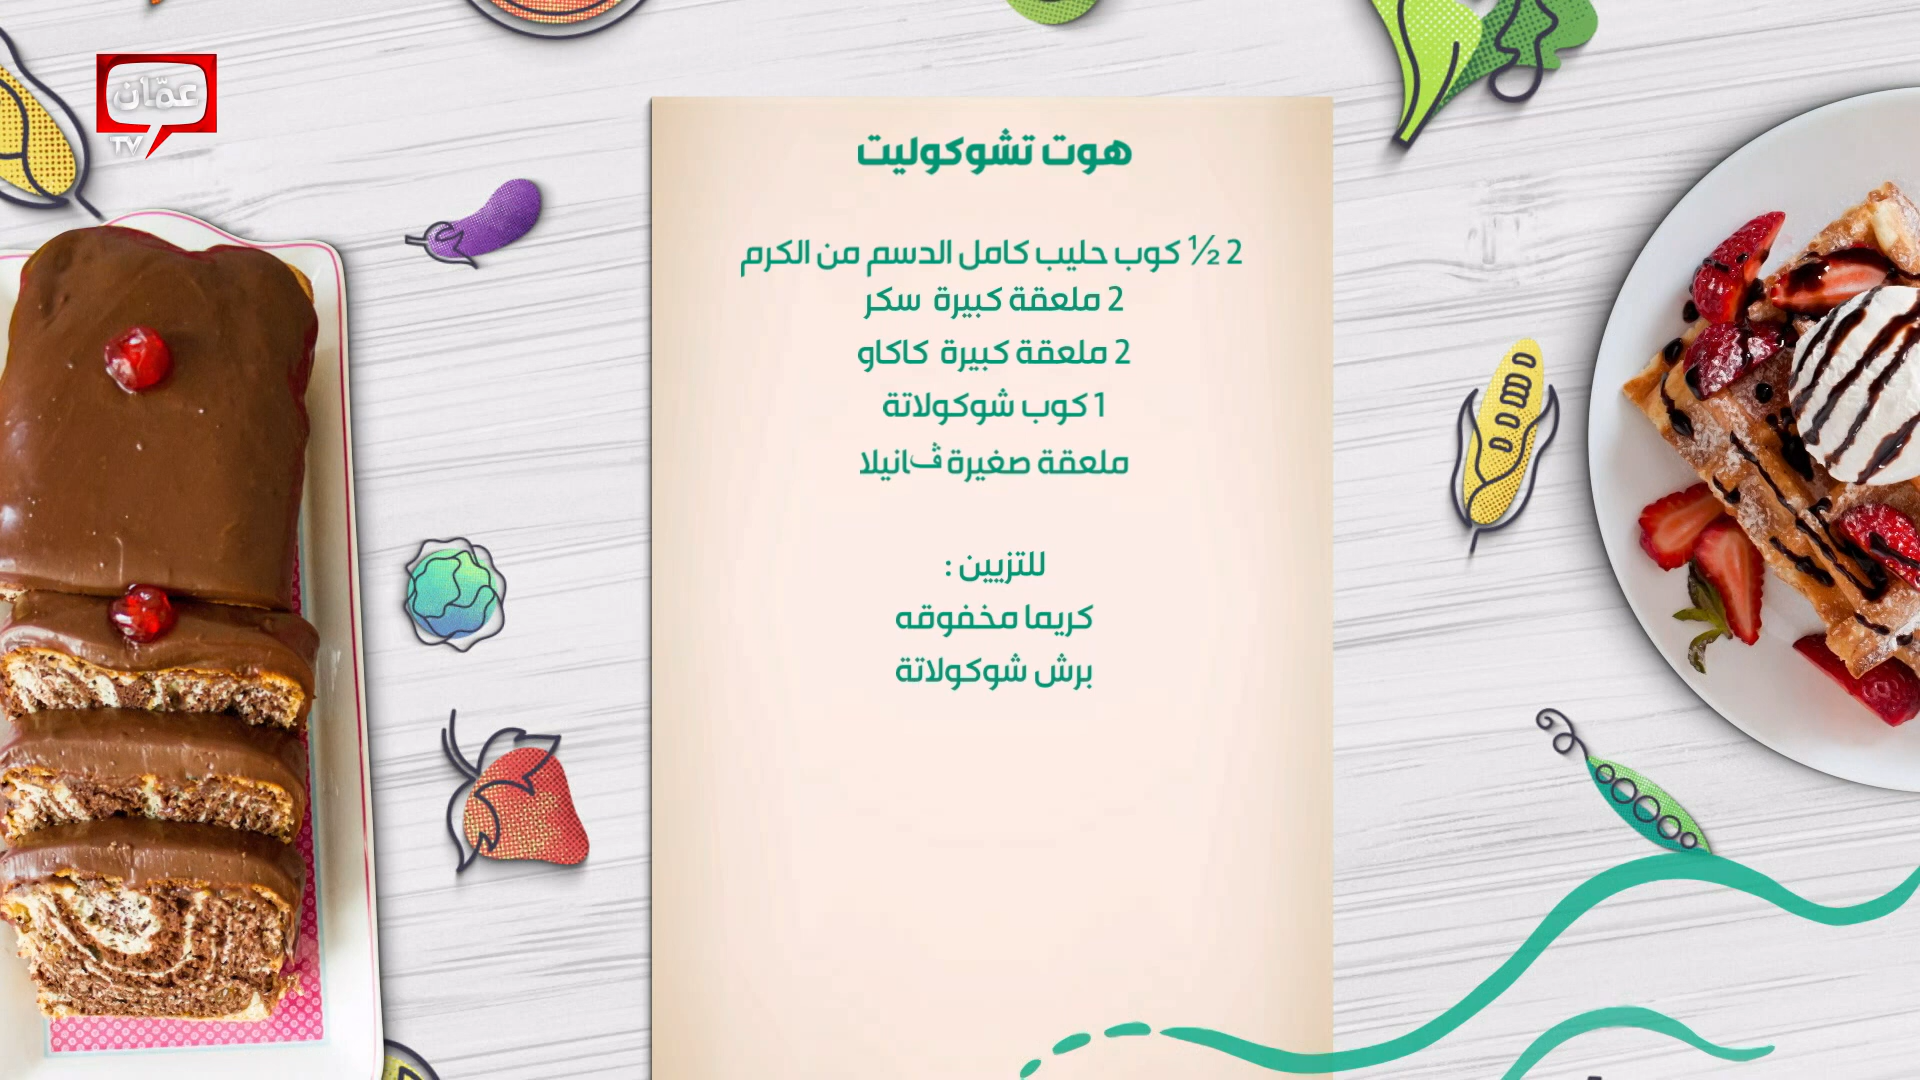 عمّان
TV
هوت تشوكوليت
2 ½ كوب حليب كامل الدسم من الكرم
2 ملعقة كبيرة سكر
2 ملعقة كبيرة كاكاو
1 كوب شوكولاتة
ملعقة صغيرة ڤانيلا
للتزيين :
كريما مخفوقه
برش شوكولاتة